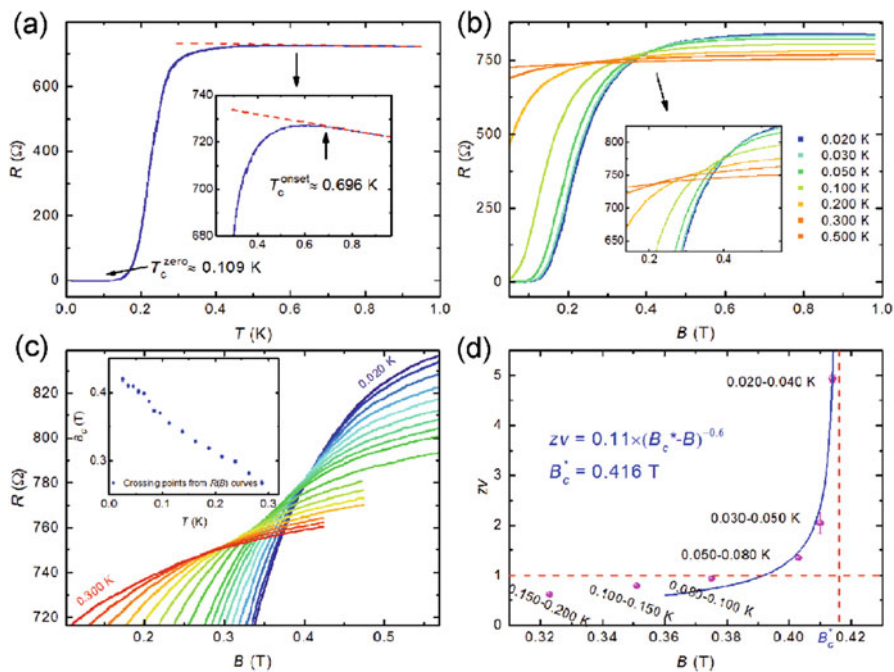 (a)
R (Ω)
600
400
200
0
0.0 0.2 0.4 0.6 0.8 1.0
T (K)
740
720
700
680
0.4 0.6 0.8
T_c^onset ≈ 0.696 K
T_c^zero ≈ 0.109 K
(b)
R (Ω)
750
500
250
0
0.2 0.4 0.6 0.8 1.0
B (T)
800
750
700
650
0.2 0.4
0.020 K
0.030 K
0.050 K
0.100 K
0.200 K
0.300 K
0.500 K
(c)
R (Ω)
820
800
780
760
740
720
0.2 0.3 0.4 0.5
B (T)
0.020 K
0.300 K
B_c (T)
0.4
0.3
0.0 0.1 0.2 0.3
T (K)
Crossing points from R(B) curves
(d)
zν
5
4
3
2
1
0
0.32 0.34 0.36 0.38 0.40 0.42
B_c^*
B (T)
zν = 0.11×(B_c^*-B)^-0.6
B_c^* = 0.416 T
0.020-0.040 K
0.030-0.050 K
0.050-0.080 K
0.080-0.100 K
0.100-0.150 K
0.150-0.200 K